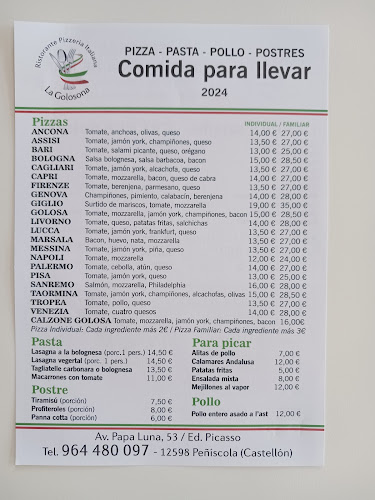 Ristorante Pizzeria Italiana
La Golosona
PIZZA - PASTA - POLLO - POSTRES
Comida para llevar
2024
Pizzas INDIVIDUAL / FAMILIAR
ANCONA Tomate, anchoas, olivas, queso 14,00 € 27,00 €
ASSISI Tomate, jamón york, champiñones, queso 13,50 € 27,00 €
BARI Tomate, salami picante, queso, orégano 13,00 € 25,00 €
BOLOGNA Salsa bolognesa, salsa barbacoa, bacon 15,00 € 28,50 €
CAGLIARI Tomate, jamón york, alcachofa, queso 13,50 € 27,00 €
CAPRI Tomate, mozzarella, bacon, queso de cabra 14,00 € 27,00 €
FIRENZE Tomate, berenjena, parmesano, queso 13,50 € 27,00 €
GENOVA Champiñones, pimiento, calabacin, berenjena 14,00 € 28,00 €
GIGLIO Surtido de mariscos, tomate, mozzarella 19,00 € 35,00 €
GOLOSA Tomate, mozzarella, jamón york, champiñones, bacon 15,00 € 28,50 €
LIVORNO Tomate, queso, patatas fritas, salchichas 14,00 € 28,00 €
LUCCA Tomate, jamón york, frankfurt, queso 13,50 € 27,00 €
MARSALA Bacon, huevo, nata, mozzarella 13,50 € 27,00 €
MESSINA Tomate, jamón york, piña, queso 13,50 € 27,00 €
NAPOLI Tomate, mozzarella 12,00 € 24,00 €
PALERMO Tomate, cebolla, atún, queso 14,00 € 27,00 €
PISA Tomate, jamón york, queso 13,00 € 25,00 €
SANREMO Salmón, mozzarella, Philadelphia 16,00 € 28,00 €
TAORMINA Tomate, jamón york, champiñones, alcachofas, olivas 15,00 € 28,50 €
TROPEA Tomate, polio, queso 13,50 € 27,00 €
VENEZIA Tomate, cuatro quesos 14,00 € 28,00 €
CALZONE GOLOSA Tomate, mozzarella, jamón york, champiñones, bacon 16,00€
Pizza Individual: Cada ingrediente más 2€ / Pizza Familiar: Cada ingrediente más 3€
Pasta
Lasagna a la bolognesa (porc.1 pers.) 14,50 €
Lasagna vegetal (porc. 1 pers.) 14,50 €
Tagliatelle carbonara o bolognesa 13,50 €
Macarrones con tomate 11,00 €
Postre
Tiramisú (porción) 7,50 €
Profiteroles (porción) 8,00 €
Panna cotta (porción) 6,00 €
Para picar
Alitas de pollo 7,00 €
Calamares Andalusa 12,00 €
Patatas fritas 5,00 €
Ensalada mixta 8,00 €
Mejillones al vapor 12,00 €
Pollo
Pollo entero asado a l'ast 12,00 €
Av. Papa Luna, 53 / Ed. Picasso
Tel. 964 480 097 - 12598 Peñiscola (Castellón)